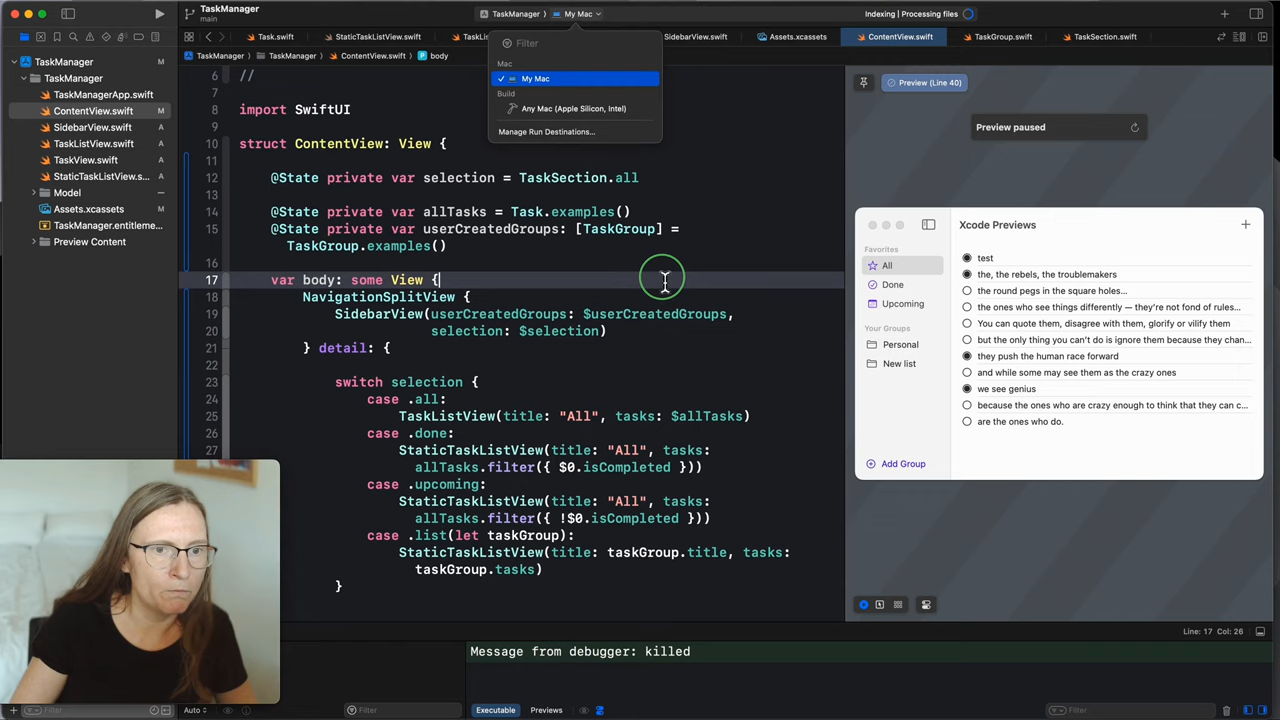 TaskManager
main
TaskManager
My Mac
Indexing | Processing files
Task.swift
StaticTaskListView.swift
SidebarView.swift
Assets.xcassets
ContentView.swift
TaskGroup.swift
TaskSection.swift
TaskManager
TaskManager
ContentView.swift
body
Filter
Mac
My Mac
Build
Any Mac (Apple Silicon, Intel)
Manage Run Destinations...
TaskManager M
TaskManager
TaskManagerApp.swift
ContentView.swift M
SidebarView.swift M
TaskListView.swift M
TaskView.swift M
StaticTaskListView.s... M
Model
Assets.xcassets M
TaskManager.entitleme...
Preview Content
6 //
7
8 import SwiftUI
9
10 struct ContentView: View {
11
12 @State private var selection = TaskSection.all
13
14 @State private var allTasks = Task.examples()
15 @State private var userCreatedGroups: [TaskGroup] =
TaskGroup.examples()
16
17 var body: some View {
18 NavigationSplitView {
19 SidebarView(userCreatedGroups: $userCreatedGroups,
20 selection: $selection)
21 } detail: {
22
23 switch selection {
24 case .all:
25 TaskListView(title: "All", tasks: $allTasks)
26 case .done:
27 StaticTaskListView(title: "All", tasks:
allTasks.filter({ $0.isCompleted }))
case .upcoming:
StaticTaskListView(title: "All", tasks:
allTasks.filter({ !$0.isCompleted }))
case .list(let taskGroup):
StaticTaskListView(title: taskGroup.title, tasks:
taskGroup.tasks)
}
Preview (Line 40)
Preview paused
Xcode Previews
Favorites
All
Done
Upcoming
Your Groups
Personal
New list
Add Group
test
the, the rebels, the troublemakers
the round pegs in the square holes...
the ones who see things differently — they're not fond of rules...
You can quote them, disagree with them, glorify or vilify them
but the only thing you can't do is ignore them because they chan...
they push the human race forward
and while some may see them as the crazy ones
we see genius
because the ones who are crazy enough to think that they can c...
are the ones who do.
Line: 17 Col: 26
Message from debugger: killed
Filter
Auto
Filter
Executable
Previews
Filter